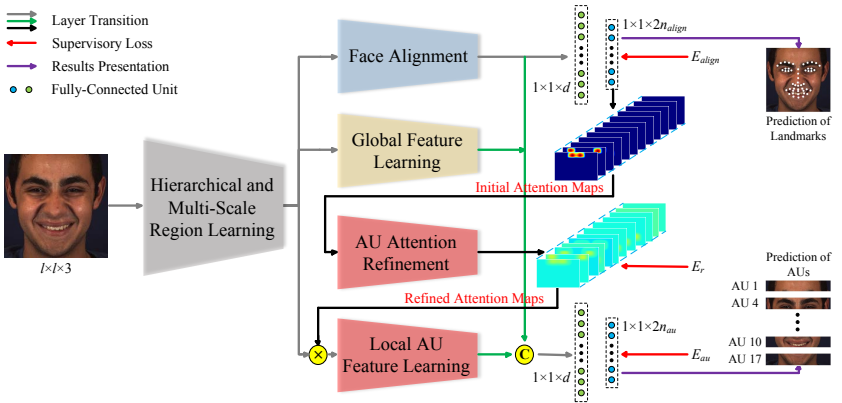 Layer Transition
Supervisory Loss
Results Presentation
Fully-Connected Unit
l×l×3
Hierarchical and
Multi-Scale
Region Learning
Face Alignment
Global Feature
Learning
AU Attention
Refinement
Local AU
Feature Learning
1×1×d
1×1×2n_align
E_align
Prediction of
Landmarks
Initial Attention Maps
E_r
Refined Attention Maps
×
C
1×1×d
1×1×2n_au
E_au
Prediction of
AUs
AU 1
AU 4
AU 10
AU 17